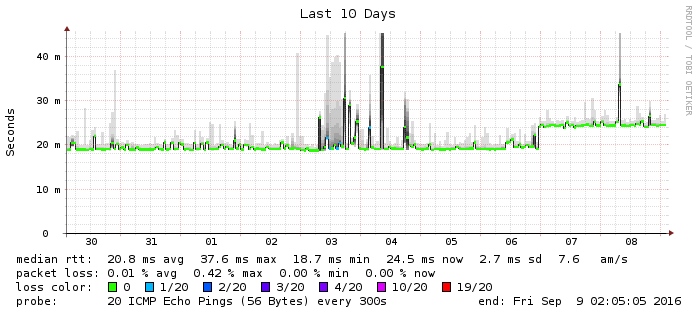 Last 10 Days
RRDTOOL / TOBI OETIKER
Seconds
40 m
30 m
20 m
10 m
0
30 31 01 02 03 04 05 06 07 08
median rtt: 20.8 ms avg 37.6 ms max 18.7 ms min 24.5 ms now 2.7 ms sd 7.6 am/s
packet loss: 0.01 % avg 0.42 % max 0.00 % min 0.00 % now
loss color: 0 1/20 2/20 3/20 4/20 10/20 19/20
probe: 20 ICMP Echo Pings (56 Bytes) every 300s end: Fri Sep 9 02:05:05 2016